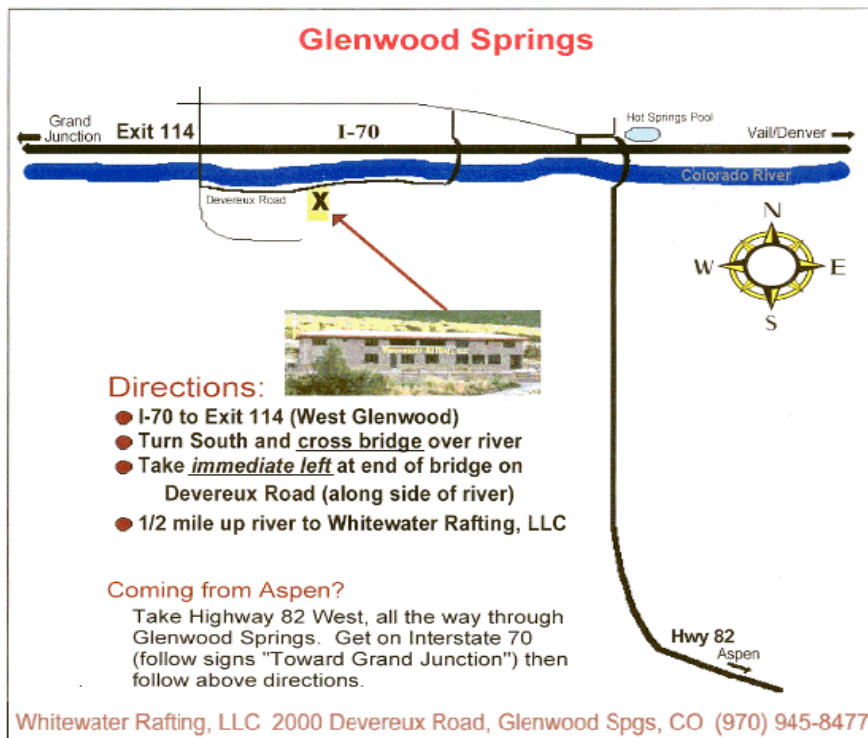 Glenwood Springs
Grand
Junction
Exit 114
I-70
Hot Springs Pool
Vail/Denver
Colorado River
Devereux Road
X
N
W E
S
Whitewater Rafting, LLC
Directions:
I-70 to Exit 114 (West Glenwood)
Turn South and cross bridge over river
Take immediate left at end of bridge on
Devereux Road (along side of river)
1/2 mile up river to Whitewater Rafting, LLC
Coming from Aspen?
Take Highway 82 West, all the way through
Glenwood Springs. Get on Interstate 70
(follow signs "Toward Grand Junction") then
follow above directions.
Hwy 82
Aspen
Whitewater Rafting, LLC 2000 Devereux Road, Glenwood Spgs, CO (970) 945-8477